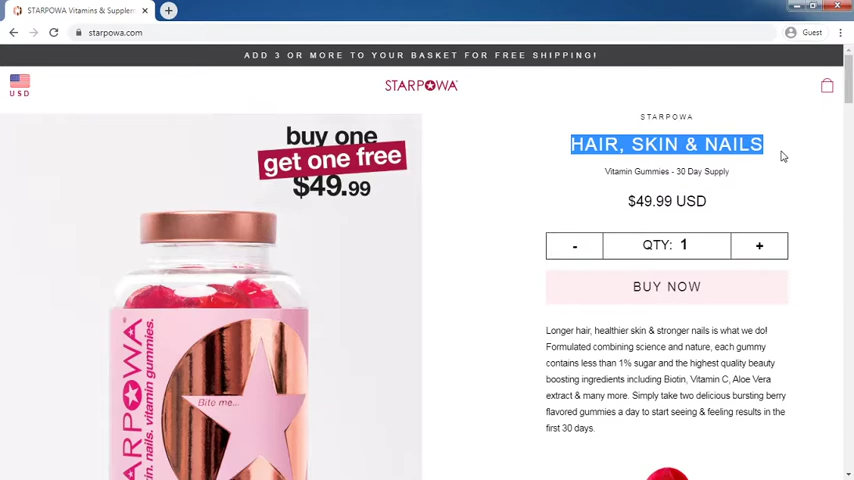 STARPOWA Vitamins & Supplem
starpowa.com
Guest
ADD 3 OR MORE TO YOUR BASKET FOR FREE SHIPPING!
USD
STARPOWA
STARPOWA
HAIR, SKIN & NAILS
Vitamin Gummies - 30 Day Supply
$49.99 USD
- QTY: 1 +
BUY NOW
Longer hair, healthier skin & stronger nails is what we do!
Formulated combining science and nature, each gummy
contains less than 1% sugar and the highest quality beauty
boosting ingredients including Biotin, Vitamin C, Aloe Vera
extract & many more. Simply take two delicious bursting berry
flavored gummies a day to start seeing & feeling results in the
first 30 days.
buy one
get one free
$49.99
Bite me...
ARPOWA
in. nails. vitamin gummies.